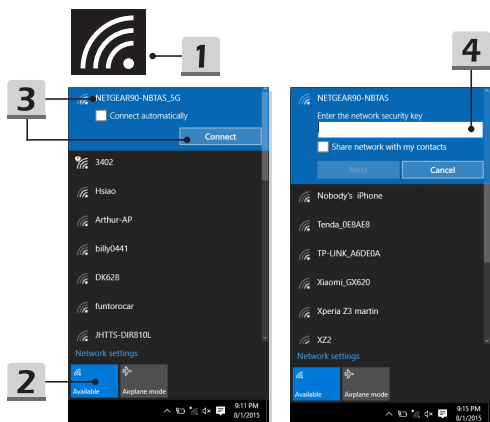 1
3
NETGEAR90-NBTAS_5G
Connect automatically
Connect
3402
Hsiao
Arthur-AP
billy0441
DK628
funtorocar
JHTTS-DIR810L
Network settings
2
Available
Airplane mode
9:11 PM
8/1/2015
4
NETGEAR90-NBTAS
Enter the network security key
Share network with my contacts
Next
Cancel
Nobody's iPhone
Tenda_0E8AE8
TP-LINK_A6DE0A
Xiaomi_GX620
Xperia Z3 martin
XZ2
Network settings
Available
Airplane mode
9:15 PM
8/1/2015